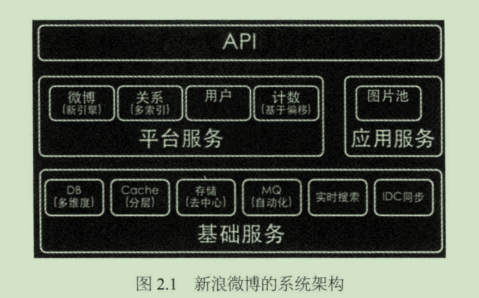 API
微博 关系 用户 计数 图片池
(新引擎) (多索引) (基于偏移)
平台服务 应用服务
DB Cache 存储 MQ 实时搜索 IDC同步
(多维度) (分层) (去中心) (自动化)
基础服务
图 2.1 新浪微博的系统架构